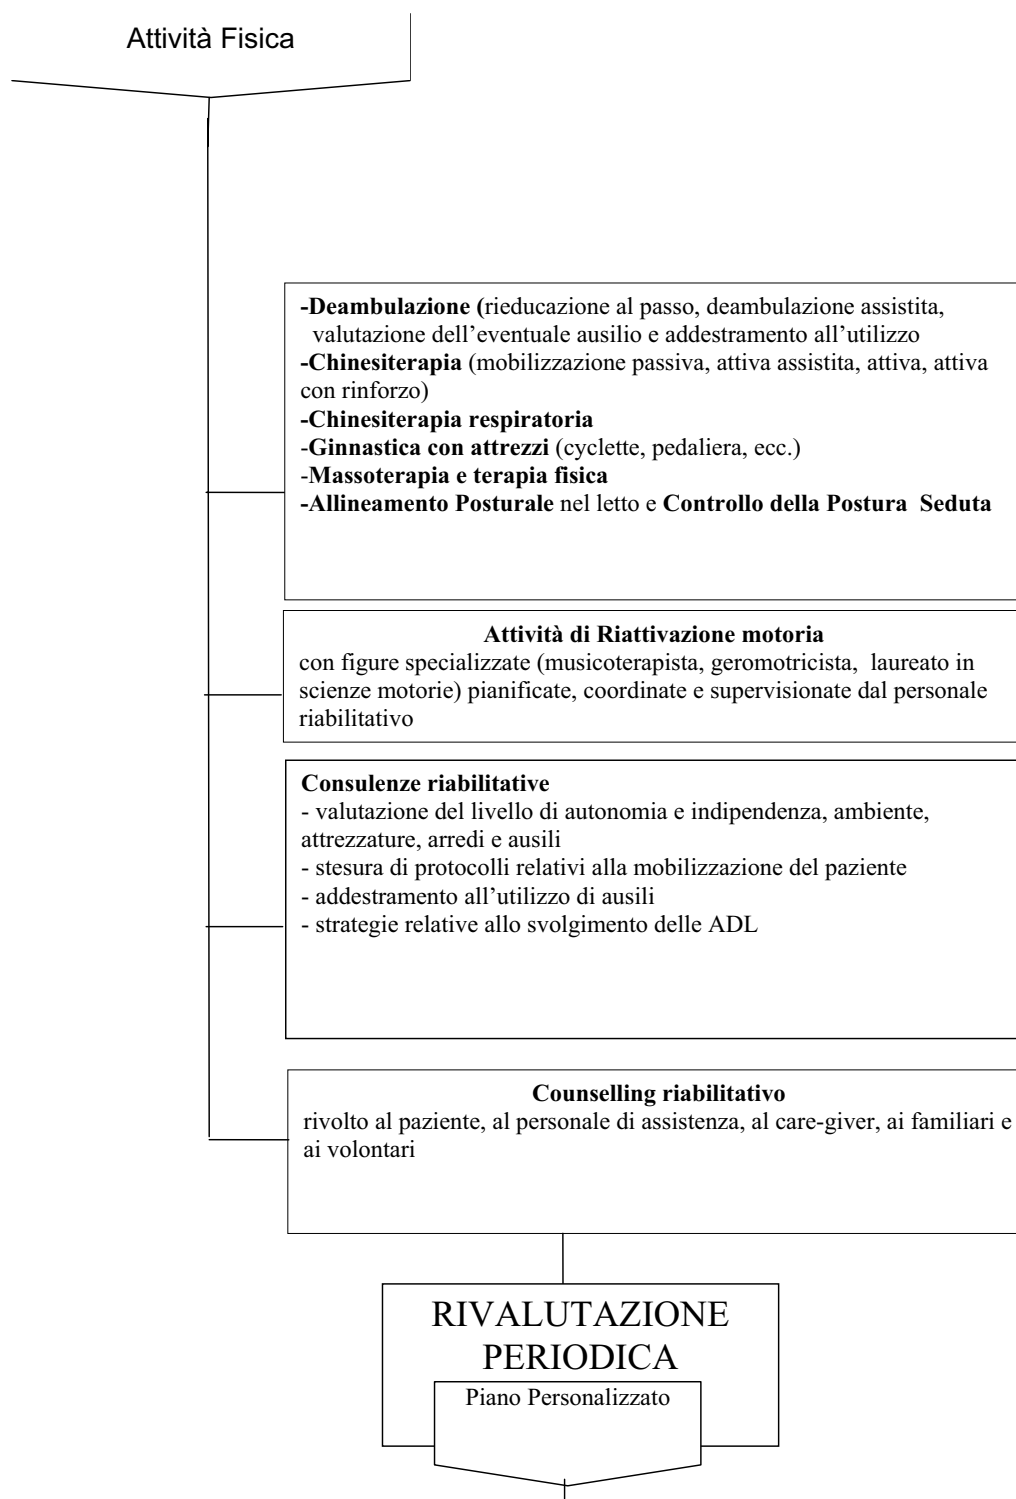 Attività Fisica
-Deambulazione (rieducazione al passo, deambulazione assistita,
valutazione dell’eventuale ausilio e addestramento all’utilizzo
-Chinesiterapia (mobilizzazione passiva, attiva assistita, attiva, attiva
con rinforzo)
-Chinesiterapia respiratoria
-Ginnastica con attrezzi (cyclette, pedaliera, ecc.)
-Massoterapia e terapia fisica
-Allineamento Posturale nel letto e Controllo della Postura  Seduta
Attività di Riattivazione motoria
con figure specializzate (musicoterapista, geromotricista,  laureato in
scienze motorie) pianificate, coordinate e supervisionate dal personale
riabilitativo
Consulenze riabilitative
- valutazione del livello di autonomia e indipendenza, ambiente,
attrezzature, arredi e ausili
- stesura di protocolli relativi alla mobilizzazione del paziente
- addestramento all’utilizzo di ausili
- strategie relative allo svolgimento delle ADL
Counselling riabilitativo
rivolto al paziente, al personale di assistenza, al care-giver, ai familiari e
ai volontari
RIVALUTAZIONE
PERIODICA
Piano Personalizzato